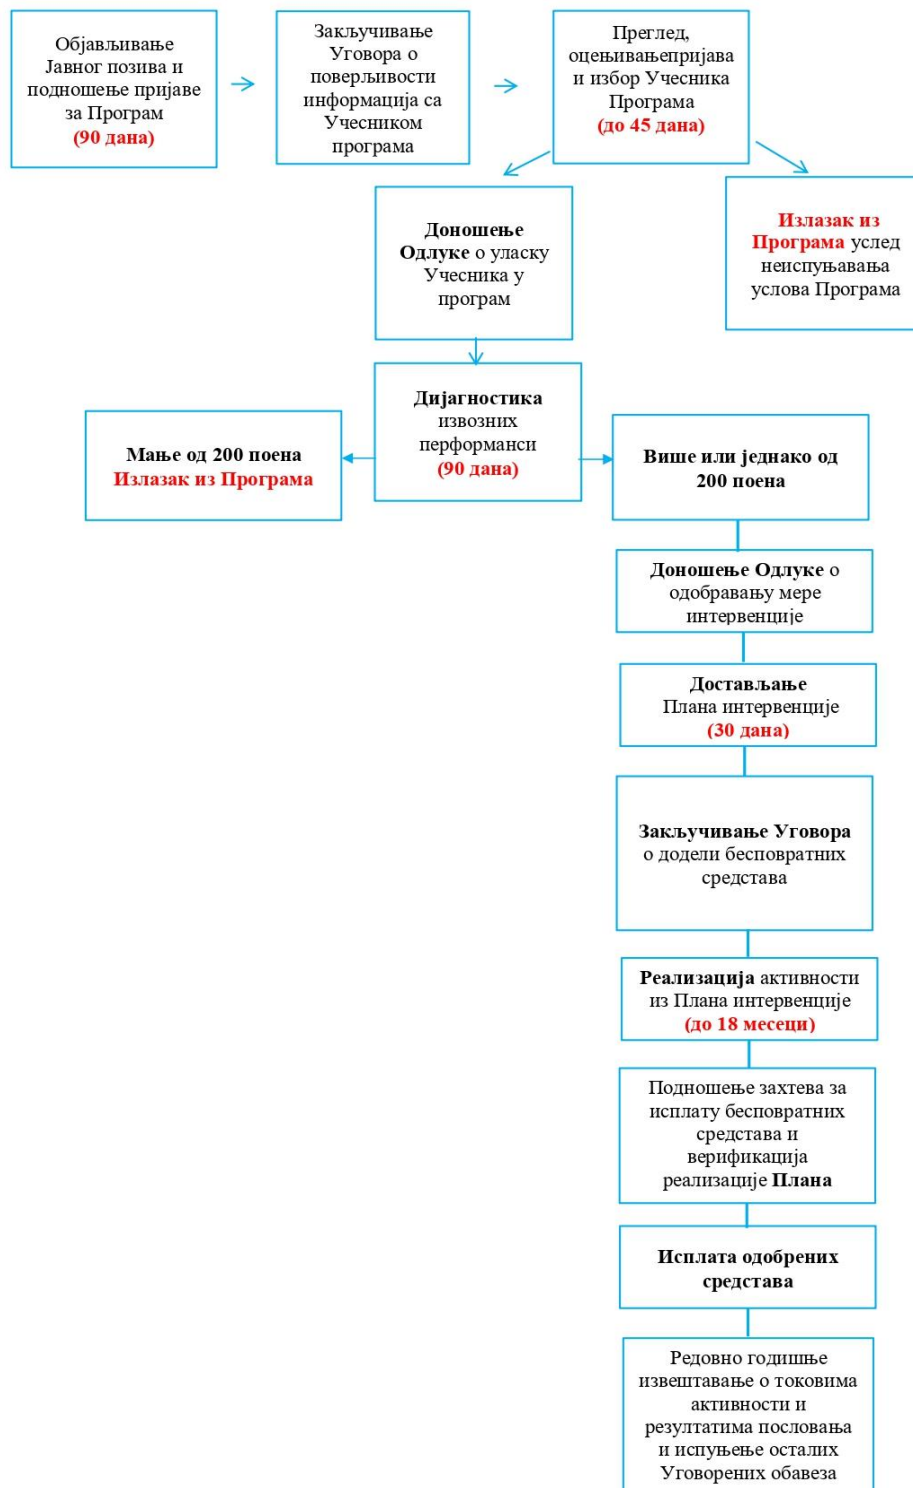 Објављивање
Јавног позива и
подношење пријаве
за Програм
(90 дана)
Закључивање
Уговора о
поверљивости
информација са
Учесником
програма
Преглед,
оцењивањепријава
и избор Учесника
Програма
(до 45 дана)
Доношење
Одлуке о уласку
Учесника у
програм
Излазак из
Програма услед
неиспуњавања
услова Програма
Дијагностика
извозних
перформанси
(90 дана)
Мање од 200 поена
Излазак из Програма
Више или једнако од
200 поена
Доношење Одлуке о
одобравању мере
интервенције
Достављање
Плана интервенције
(30 дана)
Закључивање Уговора
о додели бесповратних
средстава
Реализација активности
из Плана интервенције
(до 18 месеци)
Подношење захтева за
исплату бесповратних
средстава и
верификација
реализације Плана
Исплата одобрених
средстава
Редовно годишње
извештавање о токовима
активности и
резултатима пословања
и испуњење осталих
Уговорених обавеза